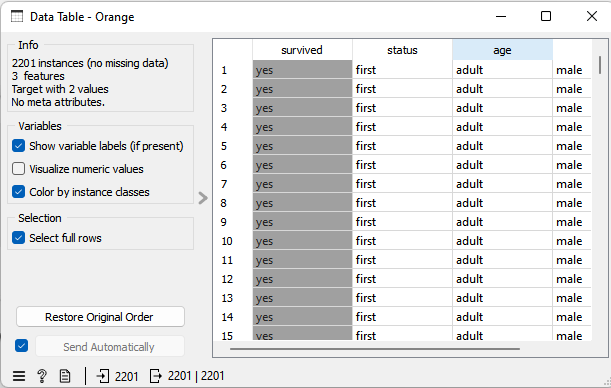 Data Table - Orange
Info
2201 instances (no missing data)
3 features
Target with 2 values
No meta attributes.
Variables
Show variable labels (if present)
Visualize numeric values
Color by instance classes
Selection
Select full rows
Restore Original Order
Send Automatically
2201
2201 | 2201
survived status age
1 yes first adult male
2 yes first adult male
3 yes first adult male
4 yes first adult male
5 yes first adult male
6 yes first adult male
7 yes first adult male
8 yes first adult male
9 yes first adult male
10 yes first adult male
11 yes first adult male
12 yes first adult male
13 yes first adult male
14 yes first adult male
15 yes first adult male